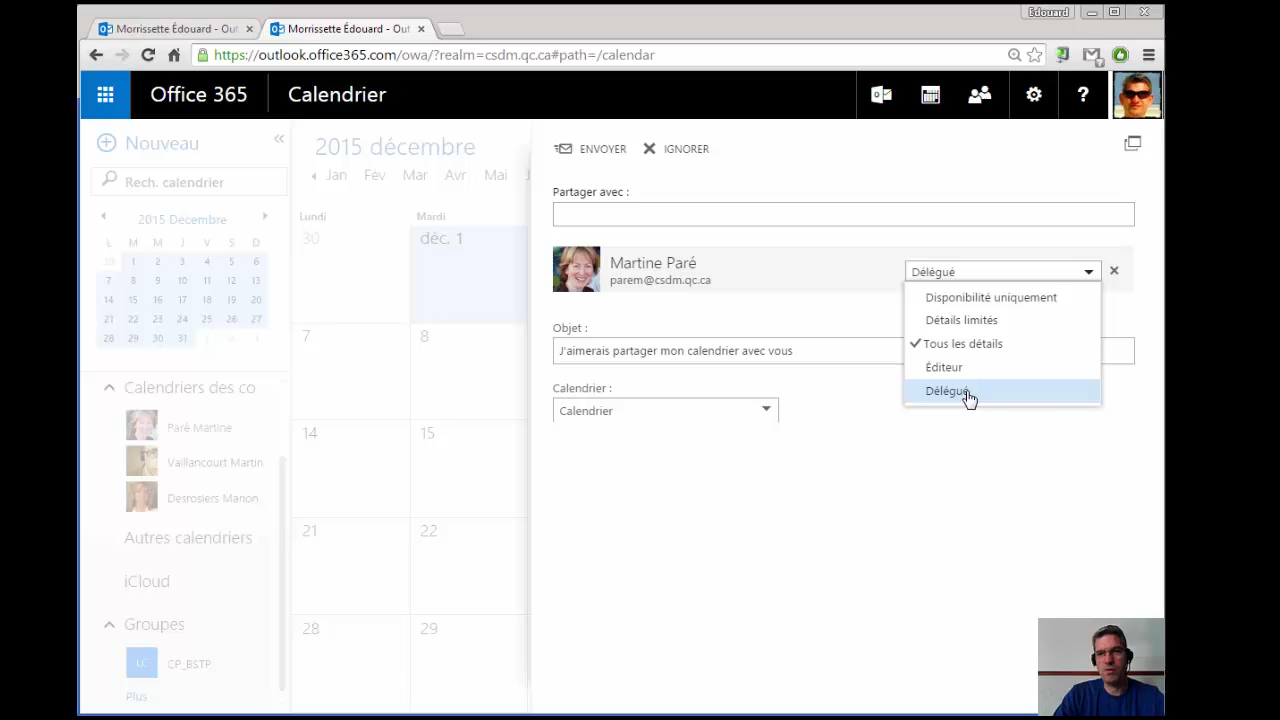 Edouard
Morrissette Édouard - Out
Morrissette Édouard - Out
https://outlook.office365.com/owa/?realm=csdm.qc.ca#path=/calendar
Office 365
Calendrier
?
Nouveau
«
Rech. calendrier
2015 Decembre
L M M J V S D
30 1 2 3 4 5 6
7 8 9 10 11 12 13
14 15 16 17 18 19 20
21 22 23 24 25 26 27
28 29 30 31
Calendriers des co
Paré Martine
Vaillancourt Martin
Desrosiers Manon
Autres calendriers
iCloud
Groupes
LC
CP_BSTP
Plus
2015 décembre
Jan Fév Mar Avr Mai
Lundi Mardi
30 déc. 1
7 8
14 15
21 22
28 29
ENVOYER IGNORER
Partager avec :
Martine Paré
parem@csdm.qc.ca
Délégué
Disponibilité uniquement
Détails limités
Tous les détails
Éditeur
Délégué
Objet :
J'aimerais partager mon calendrier avec vous
Calendrier :
Calendrier